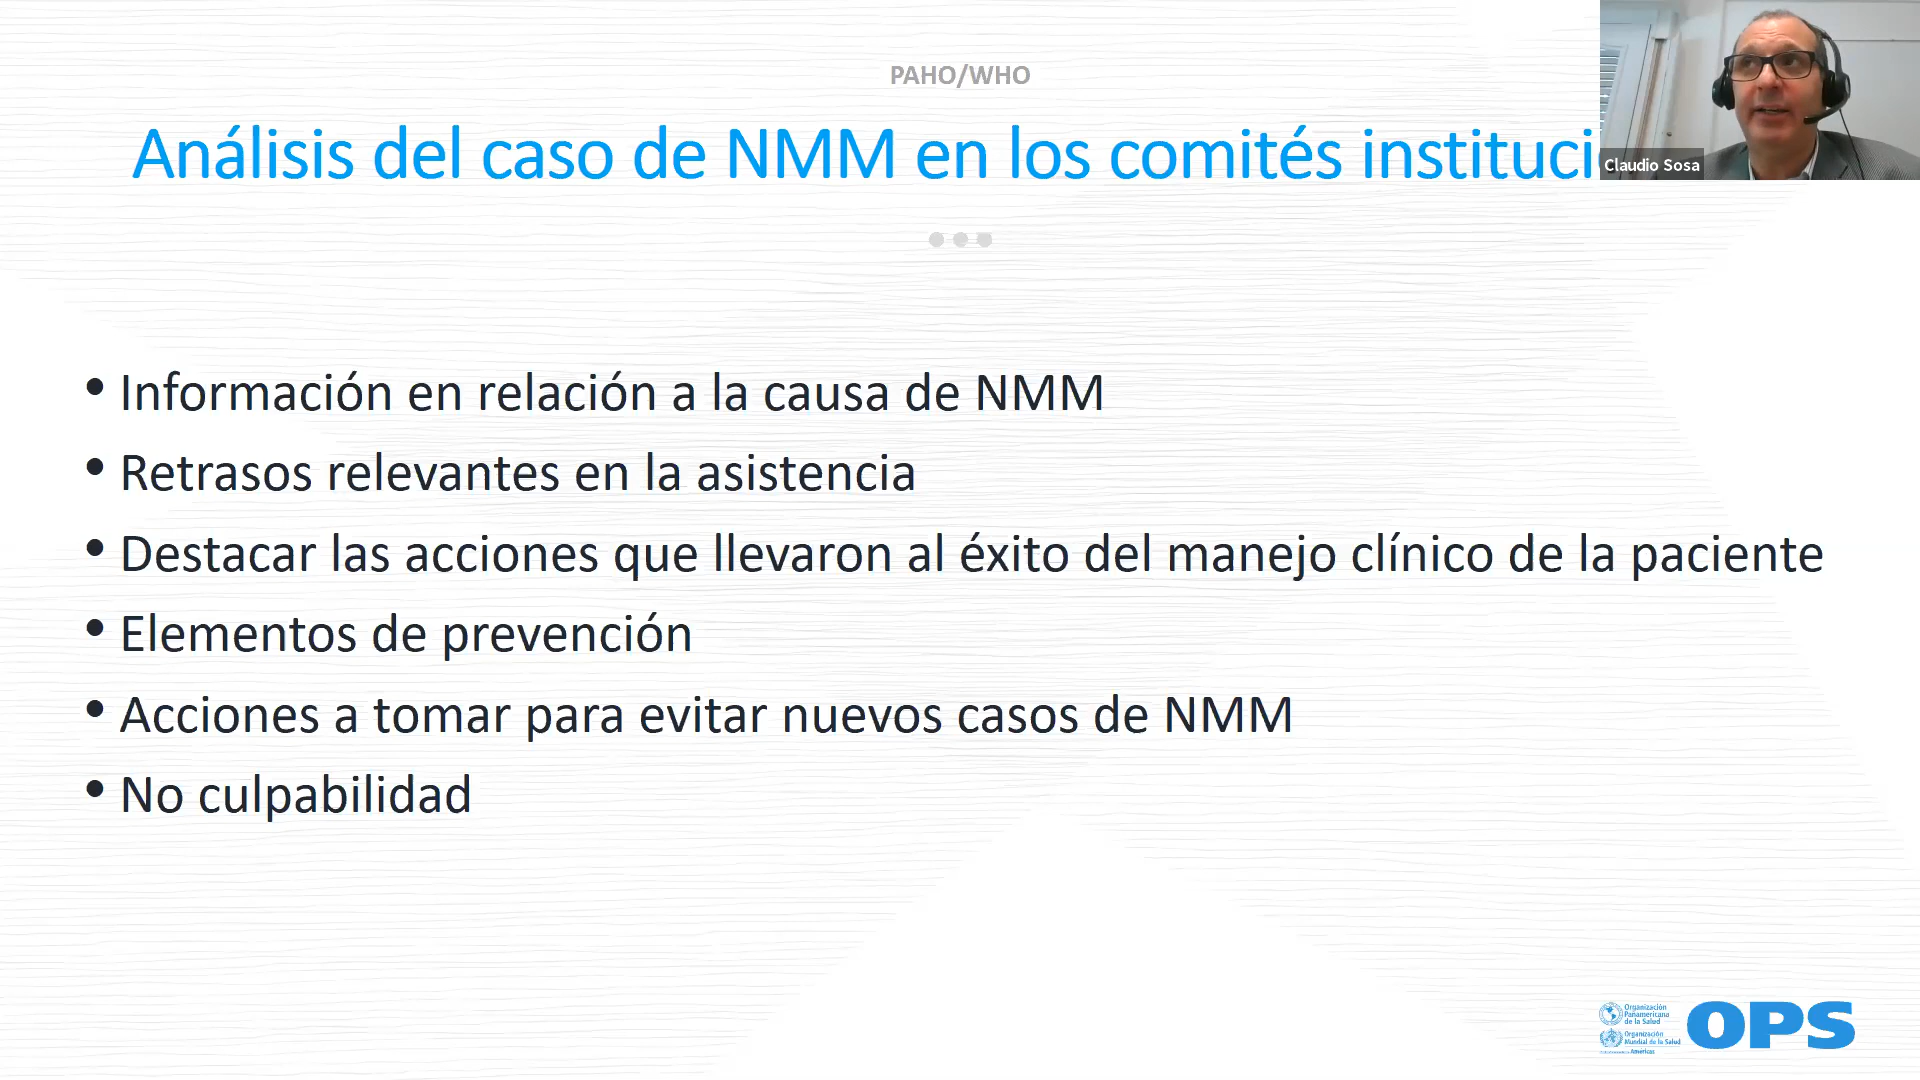 PAHO/WHO
Análisis del caso de NMM en los comités instituci
Claudio Sosa
• Información en relación a la causa de NMM
• Retrasos relevantes en la asistencia
• Destacar las acciones que llevaron al éxito del manejo clínico de la paciente
• Elementos de prevención
• Acciones a tomar para evitar nuevos casos de NMM
• No culpabilidad
Organización
Panamericana
de la Salud
Organización
Mundial de la Salud
Américas
OPS